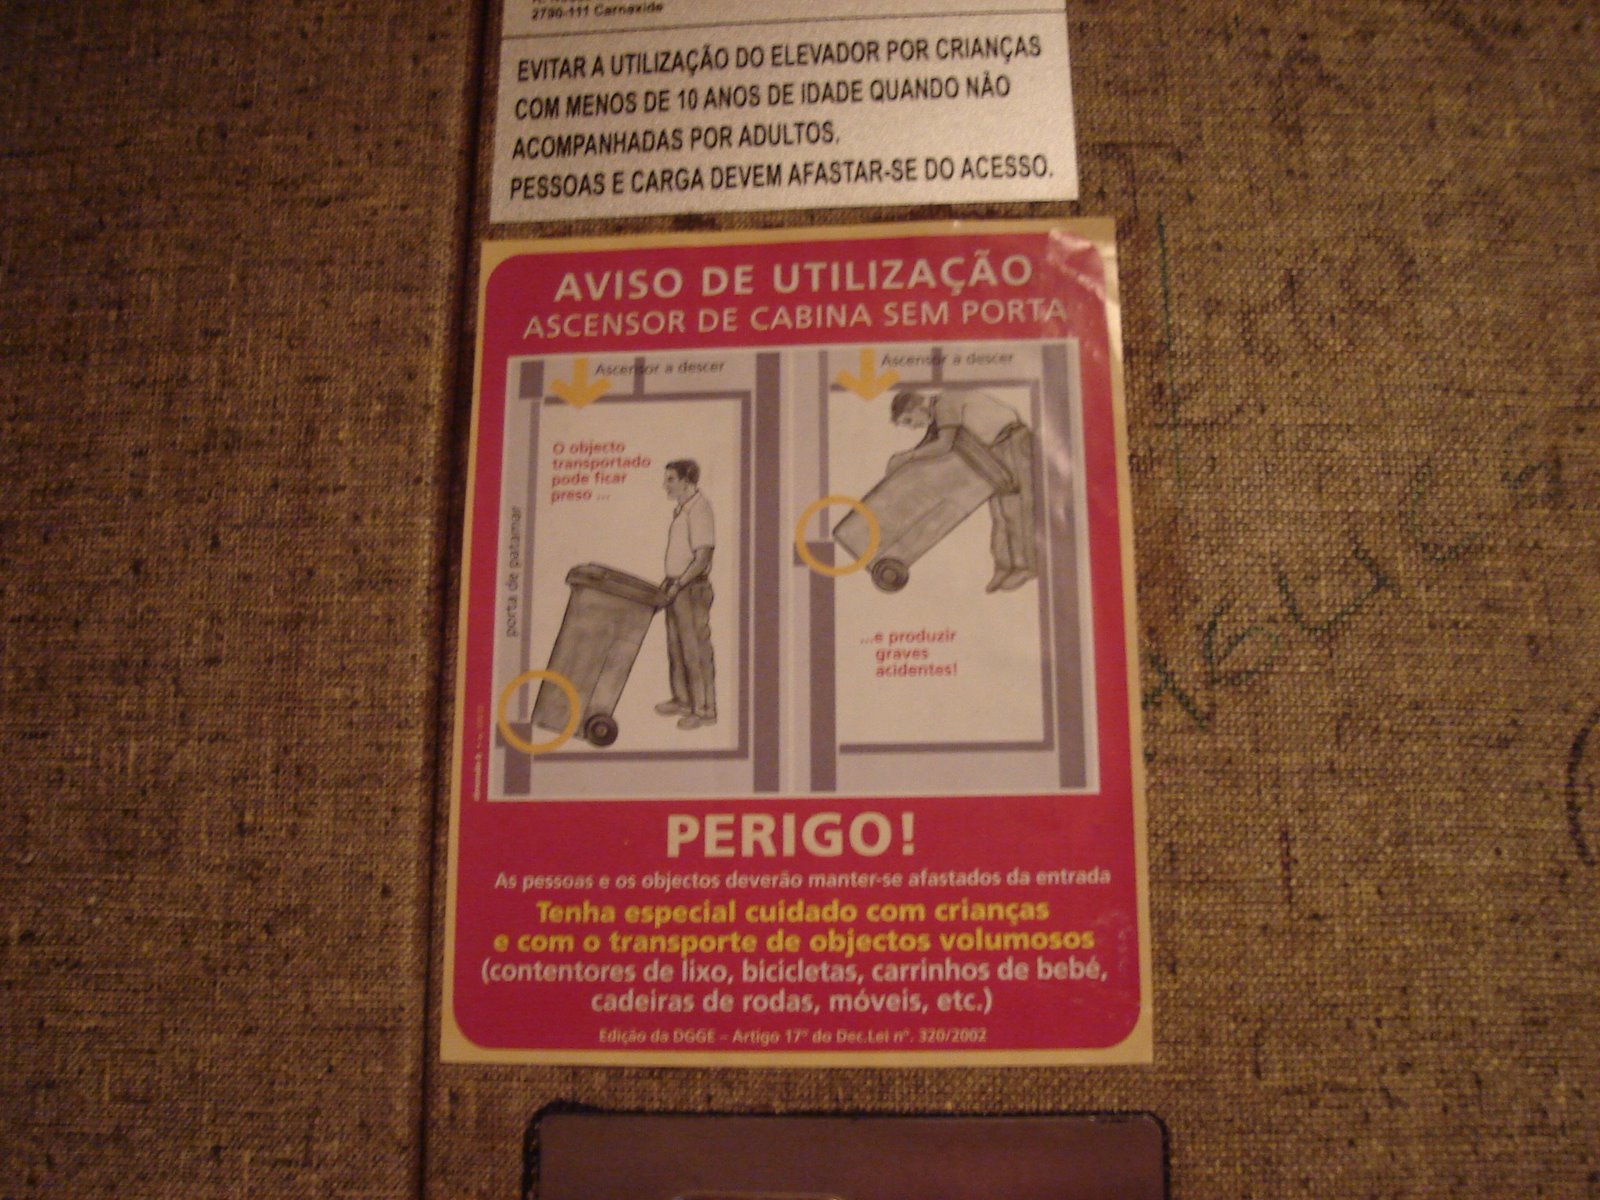 2790-111 Carnaxide
EVITAR A UTILIZAÇÃO DO ELEVADOR POR CRIANÇAS
COM MENOS DE 10 ANOS DE IDADE QUANDO NÃO
ACOMPANHADAS POR ADULTOS.
PESSOAS E CARGA DEVEM AFASTAR-SE DO ACESSO.
AVISO DE UTILIZAÇÃO
ASCENSOR DE CABINA SEM PORTA
Ascensor a descer
O objecto
transportado
pode ficar
preso ...
porta de patamar
Ascensor a descer
...e produzir
graves
acidentes!
PERIGO!
As pessoas e os objectos deverão manter-se afastados da entrada
Tenha especial cuidado com crianças
e com o transporte de objectos volumosos
(contentores de lixo, bicicletas, carrinhos de bebé,
cadeiras de rodas, móveis, etc.)
Edição da DGGE – Artigo 17º do Dec.Lei nº. 320/2002